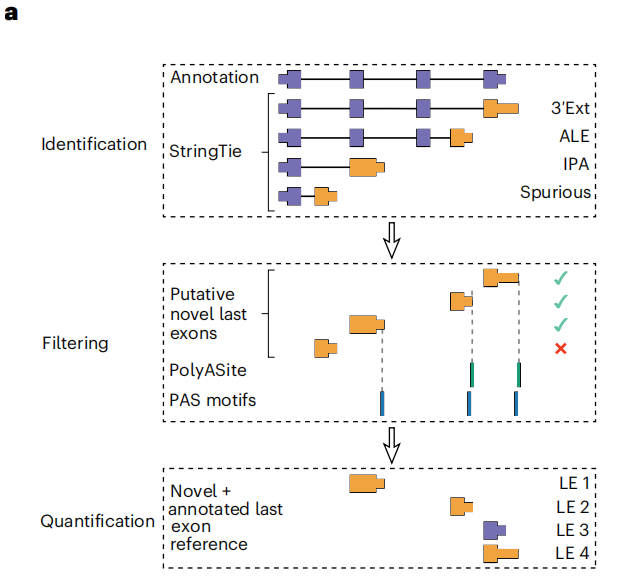 a
Annotation
3′Ext
ALE
Identification
StringTie
IPA
Spurious
Putative
novel last
exons
Filtering
PolyASite
PAS motifs
Novel +
annotated last
exon
reference
Quantification
LE 1
LE 2
LE 3
LE 4